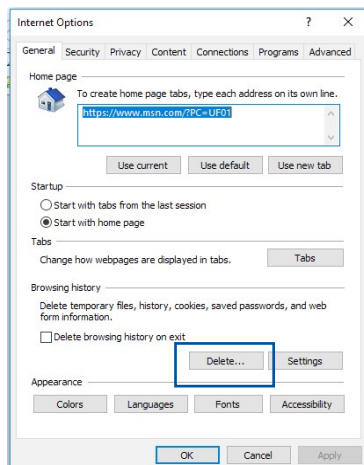 Internet Options
? X
General Security Privacy Content Connections Programs Advanced
Home page
To create home page tabs, type each address on its own line.
https://www.msn.com/?PC=UF01
Use current Use default Use new tab
Startup
Start with tabs from the last session
Start with home page
Tabs
Change how webpages are displayed in tabs. Tabs
Browsing history
Delete temporary files, history, cookies, saved passwords, and web
form information.
Delete browsing history on exit
Delete... Settings
Appearance
Colors Languages Fonts Accessibility
OK Cancel Apply